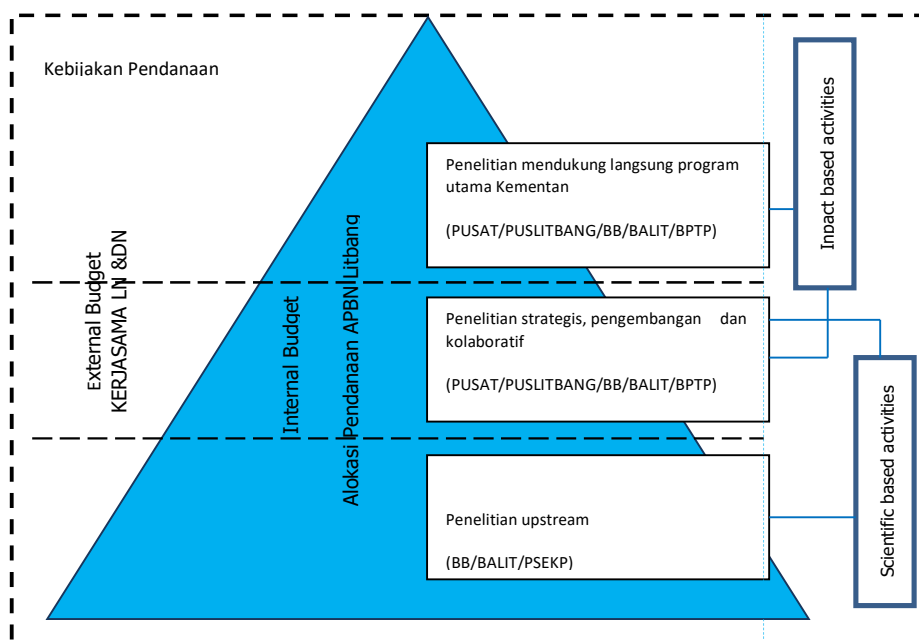 Kebijakan Pendanaan
External Budget
KERJASAMA LN &DN
Internal Budget
Alokasi Pendanaan APBN Litbang
Penelitian mendukung langsung program
utama Kementan
(PUSAT/PUSLITBANG/BB/BALIT/BPTP)
Penelitian strategis, pengembangan dan
kolaboratif
(PUSAT/PUSLITBANG/BB/BALIT/BPTP)
Penelitian upstream
(BB/BALIT/PSEKP)
Inpact based activities
Scientific based activities